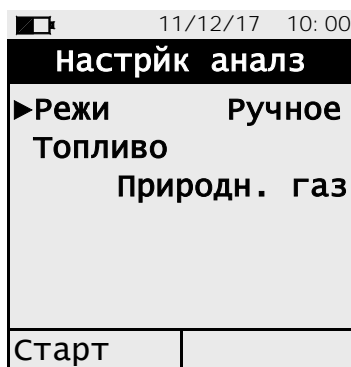 11/12/17 10:00
Настрйк аналз
▶Режи Ручное
Топливо
Природн. газ
Старт